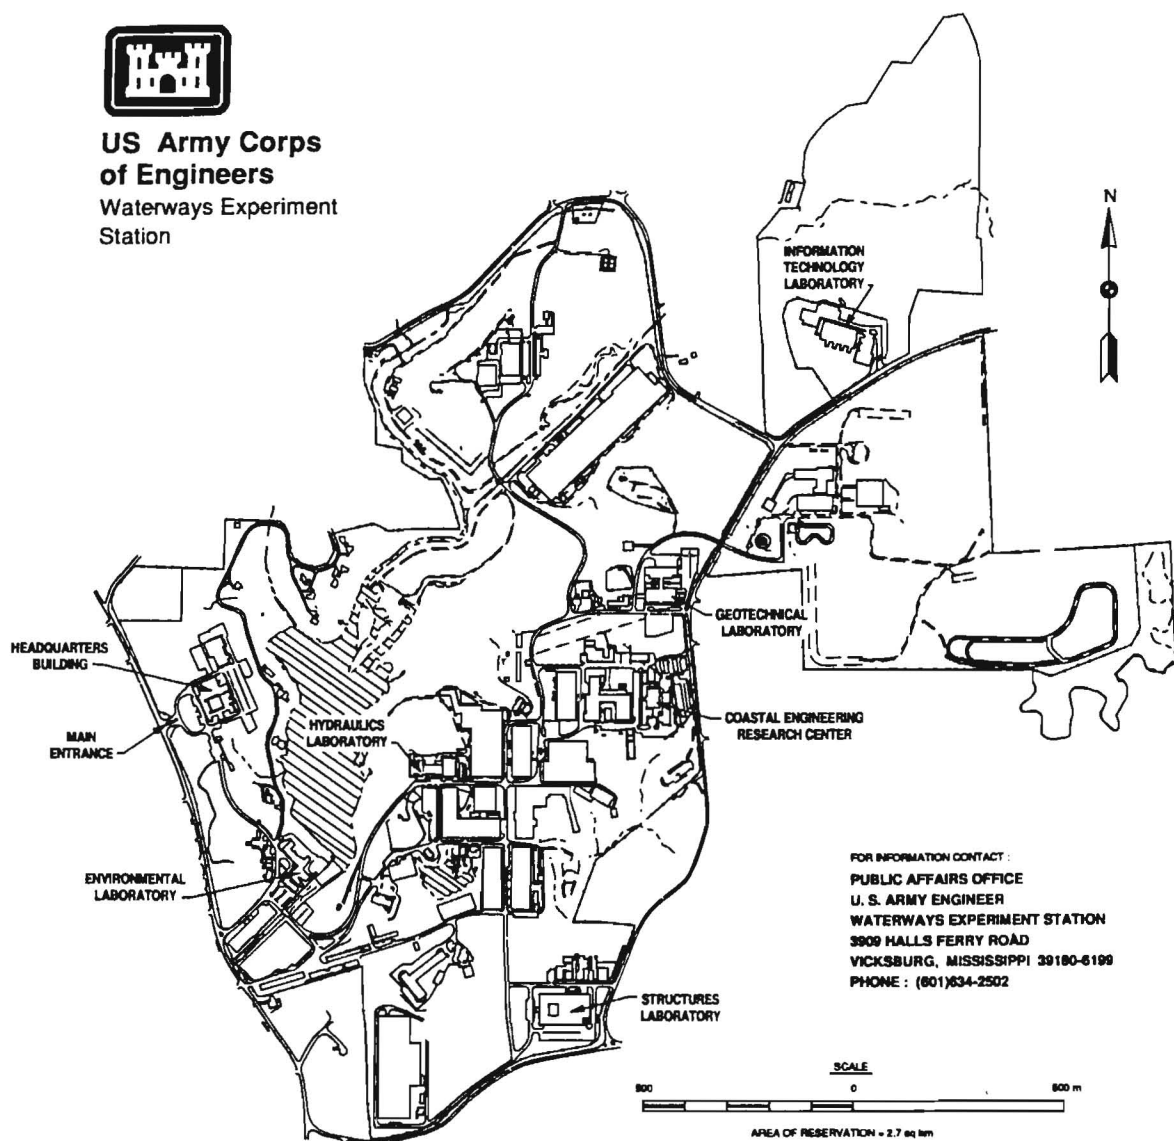 US Army Corps
of Engineers
Waterways Experiment
Station
N
INFORMATION
TECHNOLOGY
LABORATORY
GEOTECHNICAL
LABORATORY
HEADQUARTERS
BUILDING
MAIN
ENTRANCE
HYDRAULICS
LABORATORY
COASTAL ENGINEERING
RESEARCH CENTER
ENVIRONMENTAL
LABORATORY
STRUCTURES
LABORATORY
FOR INFORMATION CONTACT :
PUBLIC AFFAIRS OFFICE
U. S. ARMY ENGINEER
WATERWAYS EXPERIMENT STATION
3909 HALLS FERRY ROAD
VICKSBURG, MISSISSIPPI 39180-6199
PHONE : (601)634-2502
SCALE
500 0 500 m
AREA OF RESERVATION = 2.7 sq km